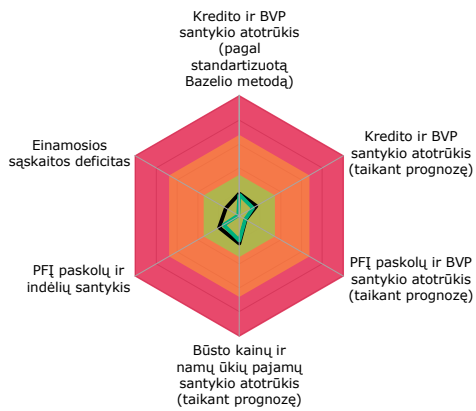 Kredito ir BVP
santykio atotrūkis
(pagal
standartizuotą
Bazelio metodą)
Kredito ir BVP
santykio atotrūkis
(taikant prognozę)
PFĮ paskolų ir BVP
santykio atotrūkis
(taikant prognozę)
Būsto kainų ir
namų ūkių pajamų
santykio atotrūkis
(taikant prognozę)
PFĮ paskolų ir
indėlių santykis
Einamosios
sąskaitos deficitas